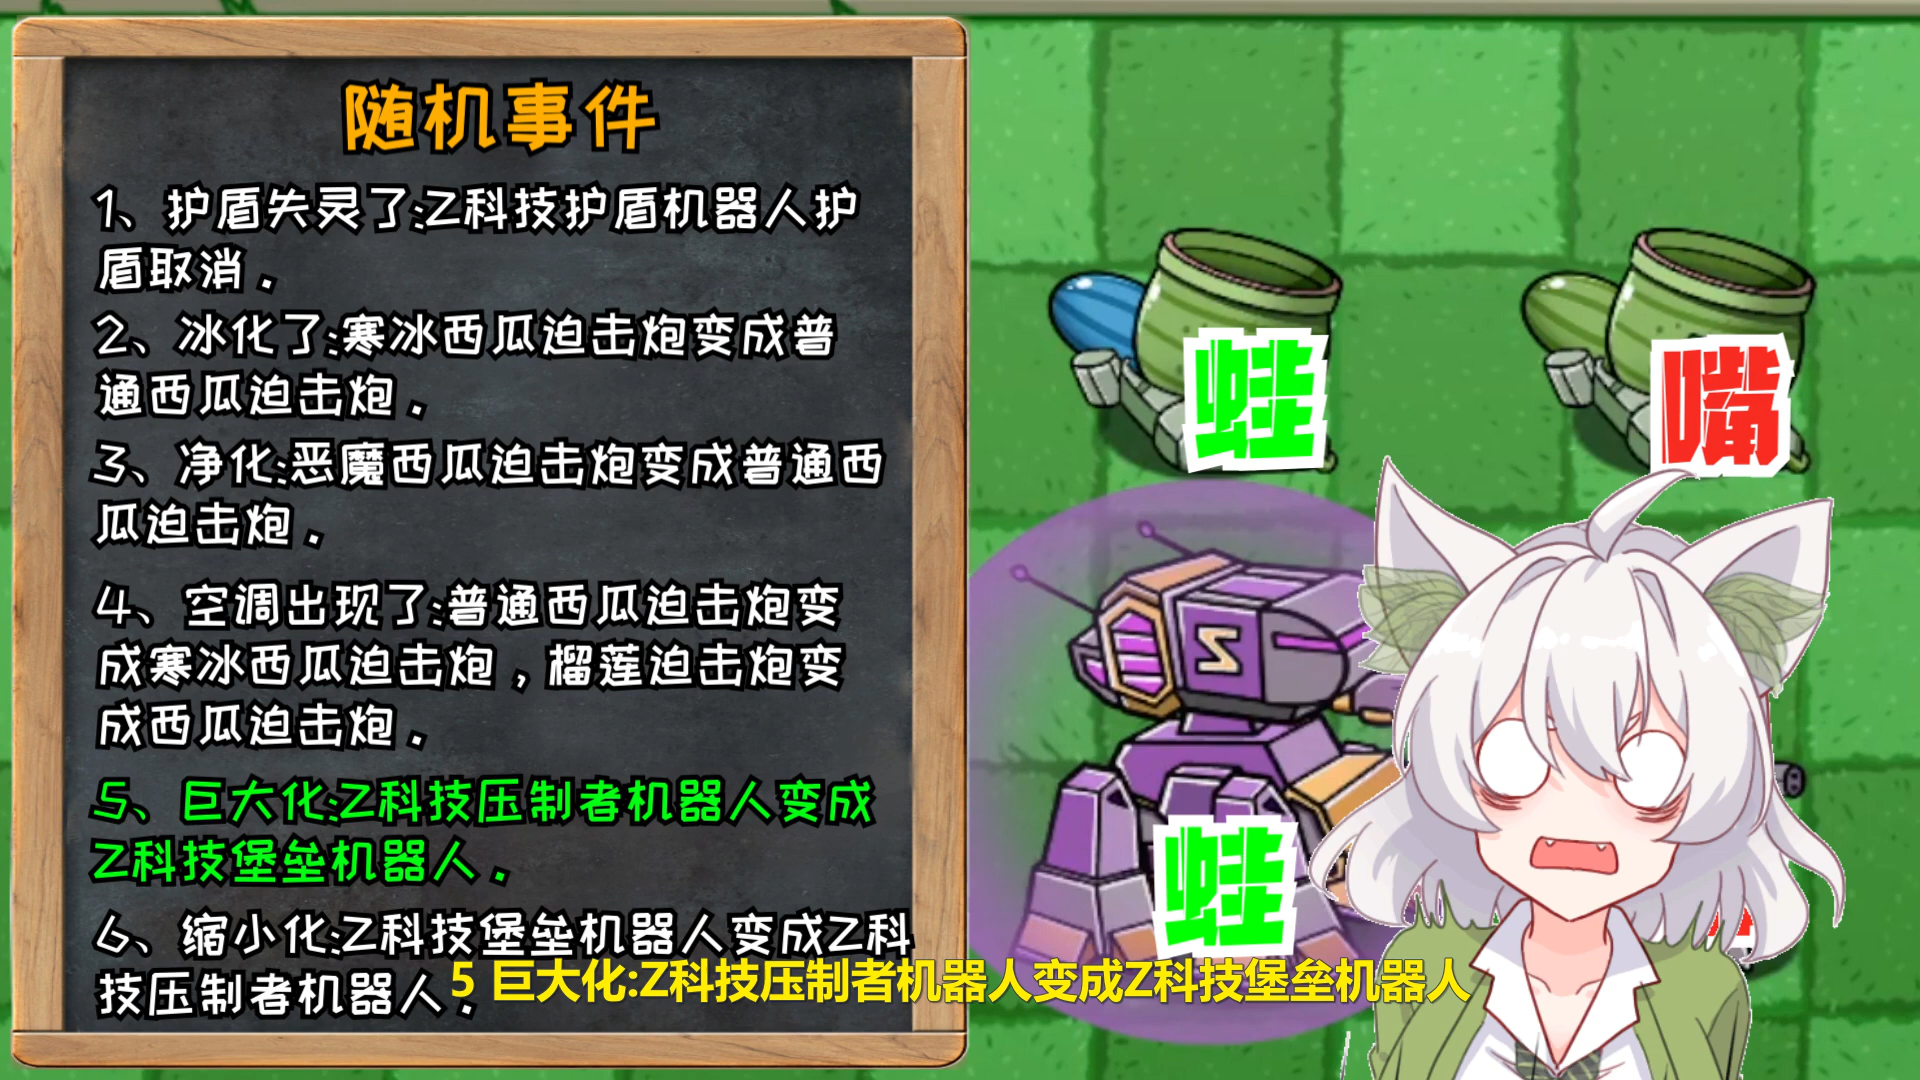 随机事件
1、护盾失灵了:Z科技护盾机器人护
盾取消.
2、冰化了:寒冰西瓜迫击炮变成普
通西瓜迫击炮.
3、净化:恶魔西瓜迫击炮变成普通西
瓜迫击炮.
4、空调出现了:普通西瓜迫击炮变
成寒冰西瓜迫击炮,榴莲迫击炮变
成西瓜迫击炮.
5、巨大化:Z科技压制者机器人变成
Z科技堡垒机器人.
6、缩小化:Z科技堡垒机器人变成Z科
技压制者机器人.
蛙
嘴
Z
蛙
5 巨大化:Z科技压制者机器人变成Z科技堡垒机器人